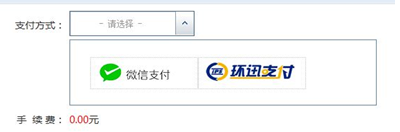 支付方式： - 请选择 -
微信支付 环迅支付
手 续 费： 0.00元